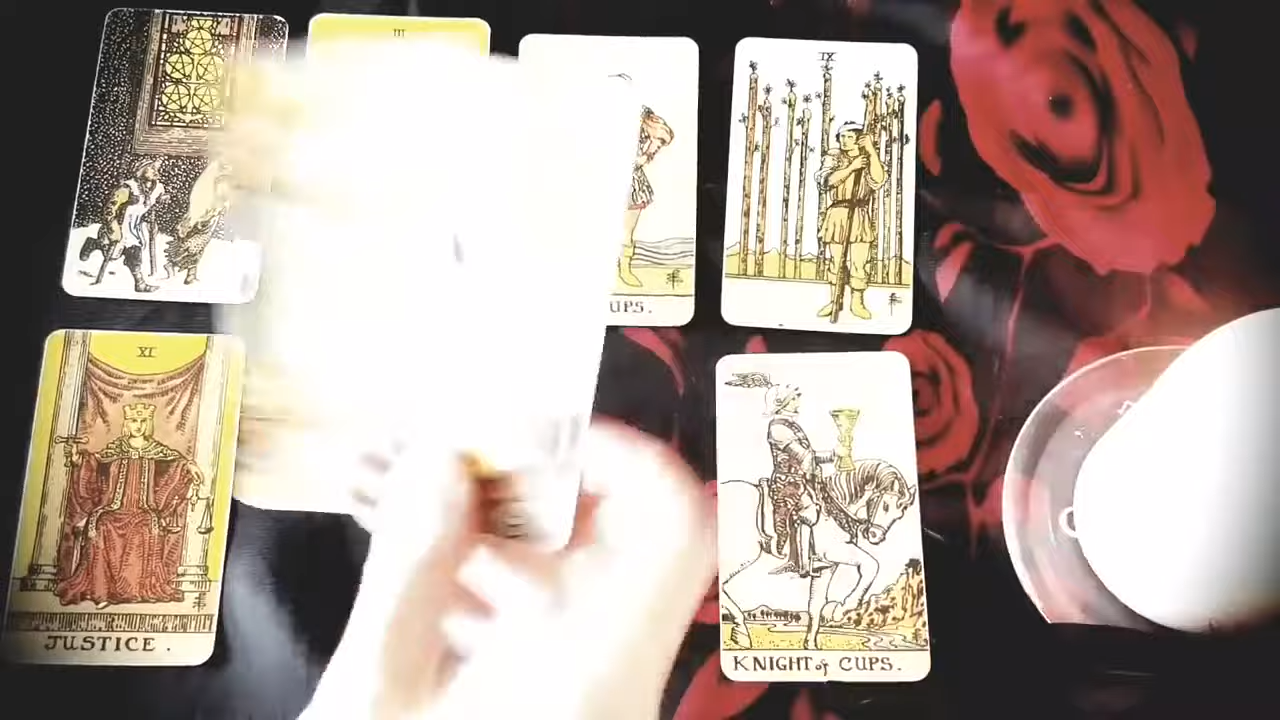 III
UPS.
IX
XI
JUSTICE .
KNIGHT of CUPS.